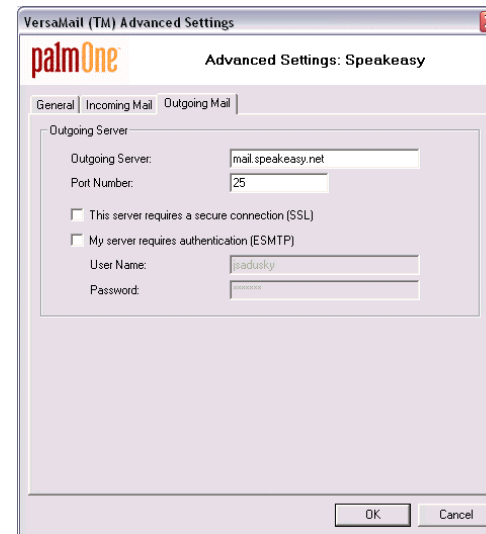 VersaMail (TM) Advanced Settings
palmOne
Advanced Settings: Speakeasy
General Incoming Mail Outgoing Mail
Outgoing Server
Outgoing Server: mail.speakeasy.net
Port Number: 25
This server requires a secure connection (SSL)
My server requires authentication (ESMTP)
User Name: jsadusky
Password: ********
OK Cancel